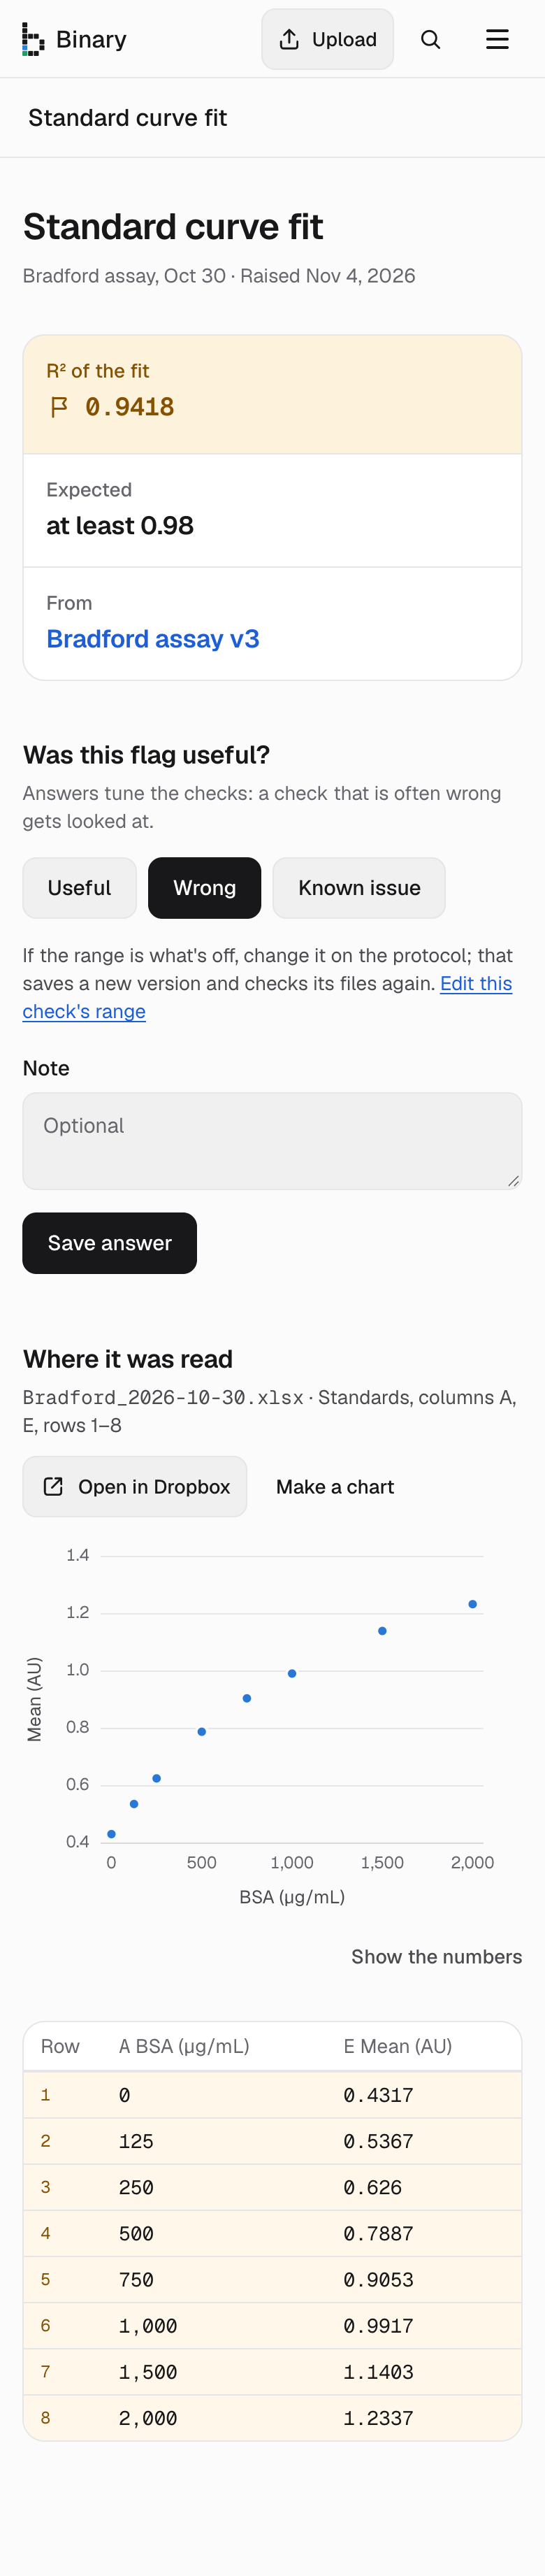 Binary
Upload
Standard curve fit
Standard curve fit
Bradford assay, Oct 30 · Raised Nov 4, 2026
R² of the fit
0.9418
Expected
at least 0.98
From
Bradford assay v3
Was this flag useful?
Answers tune the checks: a check that is often wrong
gets looked at.
Useful
Wrong
Known issue
If the range is what's off, change it on the protocol; that
saves a new version and checks its files again. Edit this
check's range
Note
Optional
Save answer
Where it was read
Bradford_2026-10-30.xlsx · Standards, columns A,
E, rows 1–8
Open in Dropbox
Make a chart
1.4
1.2
1.0
0.8
0.6
0.4
Mean (AU)
0 500 1,000 1,500 2,000
BSA (µg/mL)
Show the numbers
Row A BSA (µg/mL) E Mean (AU)
1 0 0.4317
2 125 0.5367
3 250 0.626
4 500 0.7887
5 750 0.9053
6 1,000 0.9917
7 1,500 1.1403
8 2,000 1.2337